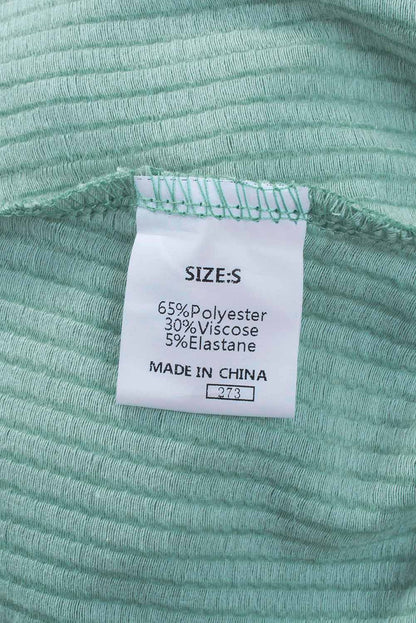 SIZE:S
65%Polyester
30%Viscose
5%Elastane
MADE IN CHINA
273